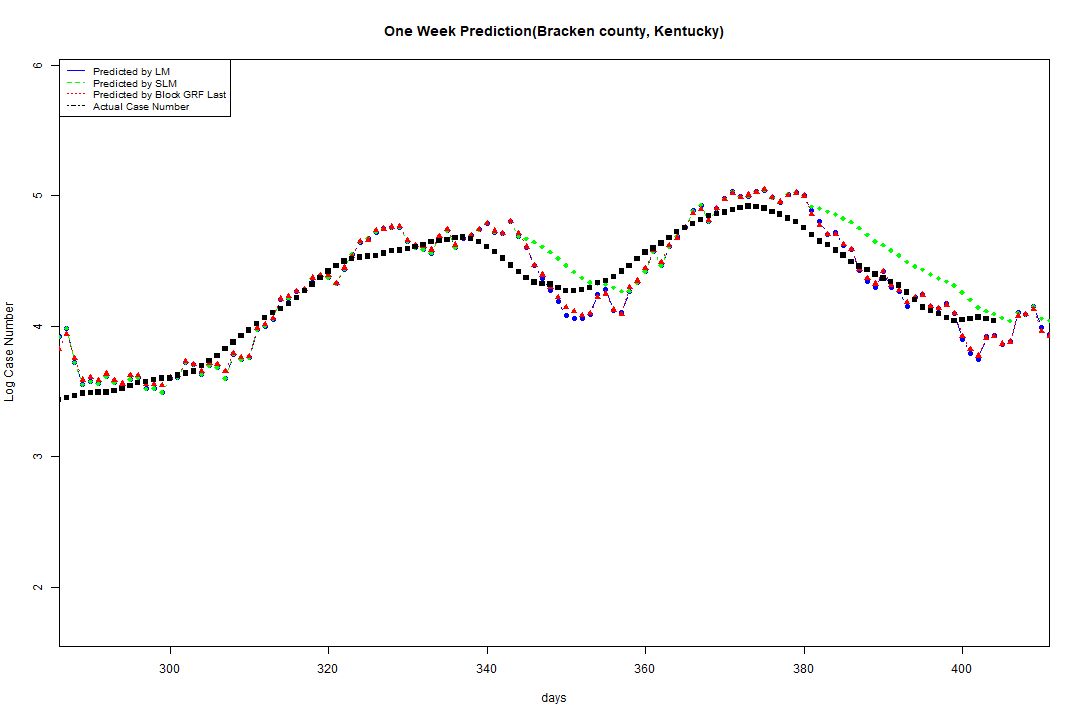 One Week Prediction(Bracken county, Kentucky)
Predicted by LM
Predicted by SLM
Predicted by Block GRF Last
Actual Case Number
6
5
4
3
2
Log Case Number
300 320 340 360 380 400
days